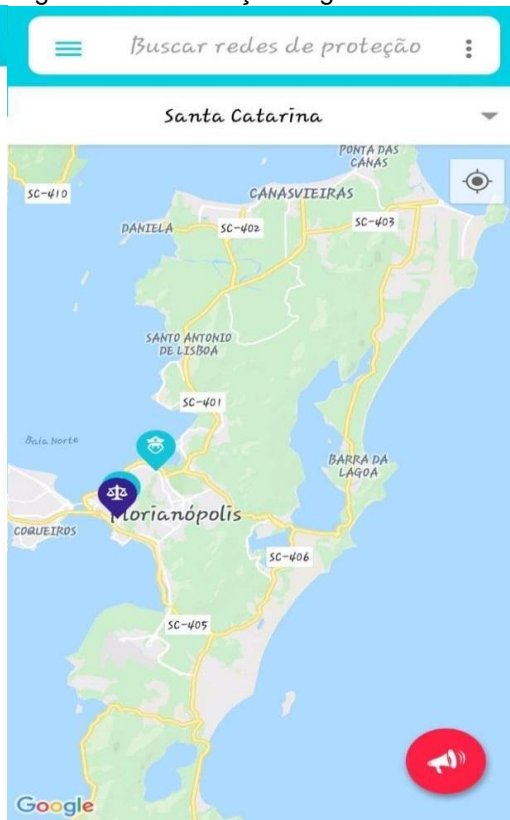 Buscar redes de proteção
Santa Catarina
PONTA DAS
CANAS
SC-410
CANASVIEIRAS
DANIELA
SC-402
SC-403
SANTO ANTONIO
DE LISBOA
SC-401
Baía Norte
BARRA DA
LAGOA
Florianópolis
COQUEIROS
SC-406
SC-405
Google